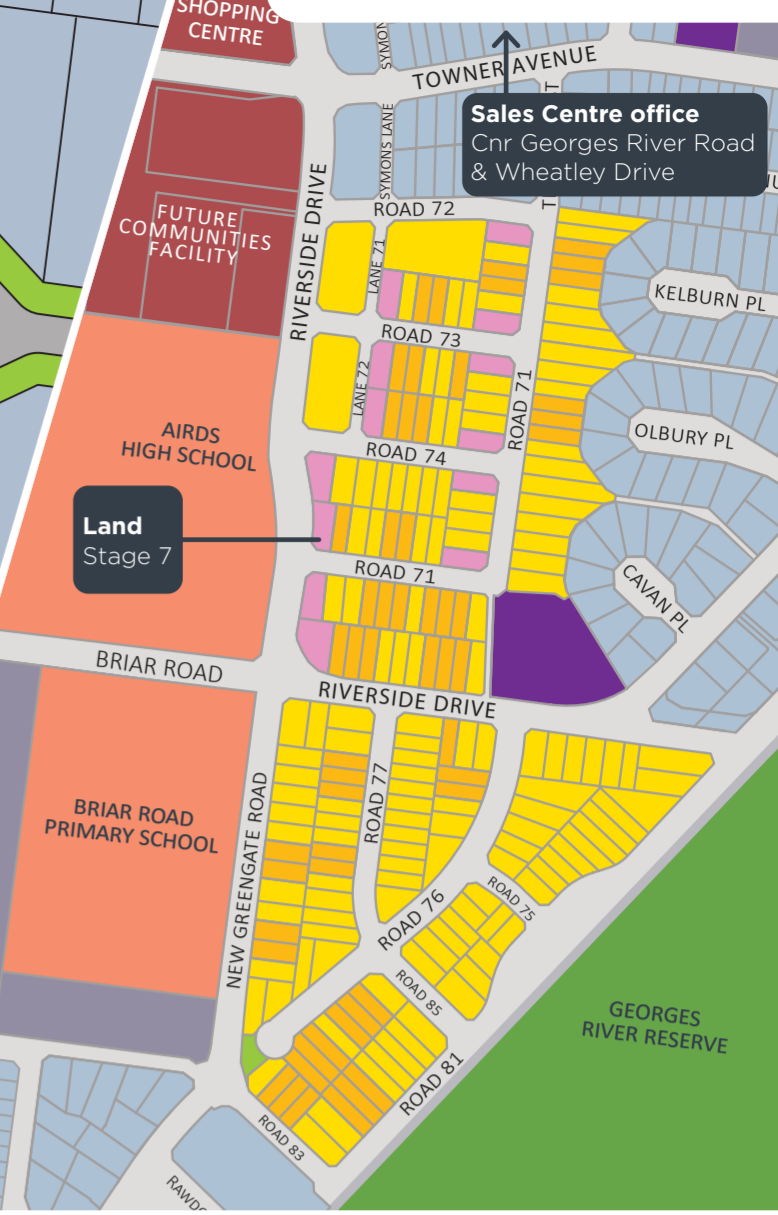 SHOPPING
CENTRE
TOWNER AVENUE
Sales Centre office
Cnr Georges River Road
& Wheatley Drive
SYMONS LANE
ROAD 72
FUTURE
COMMUNITIES
FACILITY
RIVERSIDE DRIVE
LANE 71
KELBURN PL
ROAD 73
LANE 72
ROAD 71
AIRDS
HIGH SCHOOL
OLBURY PL
ROAD 74
Land
Stage 7
ROAD 71
CAVAN PL
BRIAR ROAD
RIVERSIDE DRIVE
BRIAR ROAD
PRIMARY SCHOOL
NEW GREENGATE ROAD
ROAD 77
ROAD 76
ROAD 75
ROAD 85
GEORGES
RIVER RESERVE
ROAD 81
ROAD 83